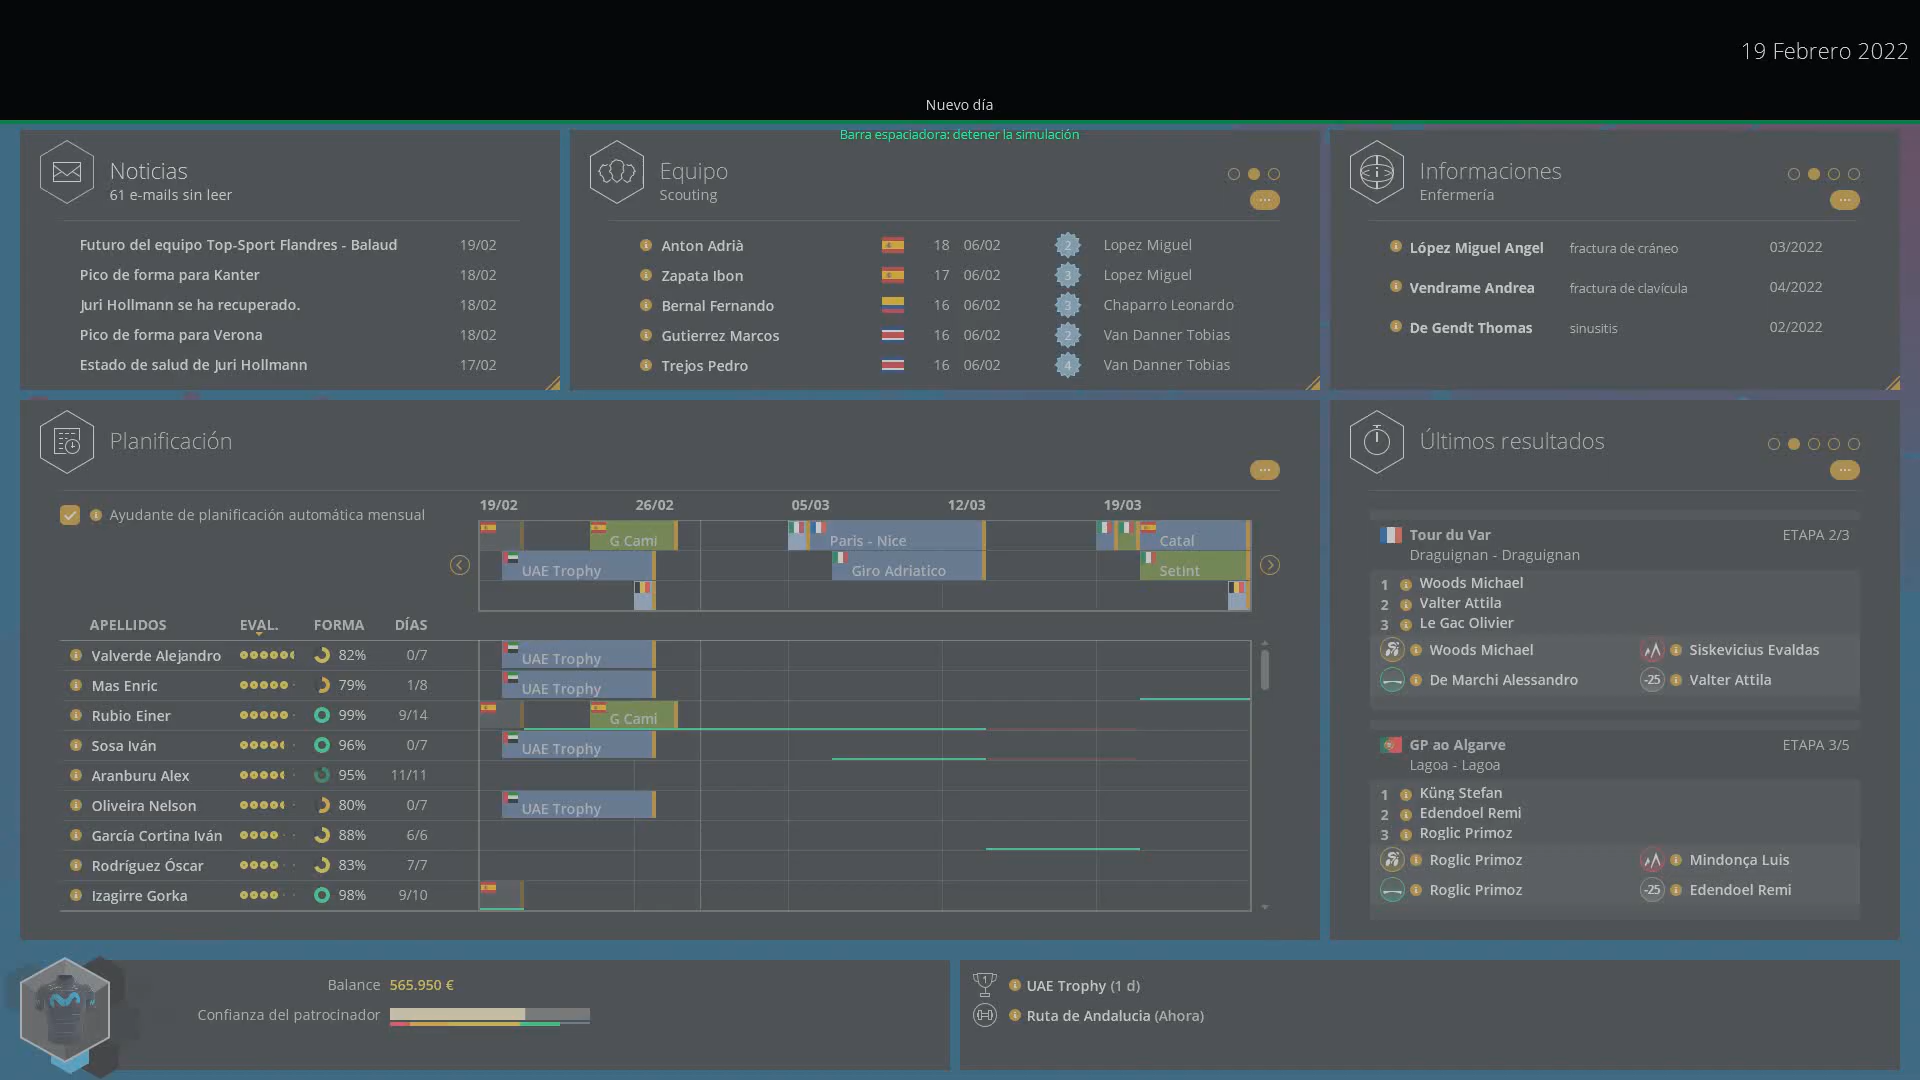 19 Febrero 2022
Nuevo día
Barra espaciadora: detener la simulación
Noticias
61 e-mails sin leer
Futuro del equipo Top-Sport Flandres - Balaud 19/02
Pico de forma para Kanter 18/02
Juri Hollmann se ha recuperado. 18/02
Pico de forma para Verona 18/02
Estado de salud de Juri Hollmann 17/02
Equipo
Scouting
...
Anton Adrià 18 06/02 2 Lopez Miguel
Zapata Ibon 17 06/02 3 Lopez Miguel
Bernal Fernando 16 06/02 3 Chaparro Leonardo
Gutierrez Marcos 16 06/02 2 Van Danner Tobias
Trejos Pedro 16 06/02 4 Van Danner Tobias
Informaciones
Enfermería
...
López Miguel Angel fractura de cráneo 03/2022
Vendrame Andrea fractura de clavícula 04/2022
De Gendt Thomas sinusitis 02/2022
Planificación
...
Ayudante de planificación automática mensual
19/02 26/02 05/03 12/03 19/03
G Cami Paris - Nice Catal
UAE Trophy Giro Adriatico Setint
APELLIDOS EVAL. FORMA DÍAS
Valverde Alejandro 82% 0/7 UAE Trophy
Mas Enric 79% 1/8 UAE Trophy
Rubio Einer 99% 9/14 G Cami
Sosa Iván 96% 0/7 UAE Trophy
Aranburu Alex 95% 11/11
Oliveira Nelson 80% 0/7 UAE Trophy
García Cortina Iván 88% 6/6
Rodríguez Óscar 83% 7/7
Izagirre Gorka 98% 9/10
Últimos resultados
...
Tour du Var ETAPA 2/3
Draguignan - Draguignan
1 Woods Michael
2 Valter Attila
3 Le Gac Olivier
Woods Michael Siskevicius Evaldas
De Marchi Alessandro -25 Valter Attila
GP ao Algarve ETAPA 3/5
Lagoa - Lagoa
1 Küng Stefan
2 Edendoel Remi
3 Roglic Primoz
Roglic Primoz Mindonça Luis
Roglic Primoz -25 Edendoel Remi
Balance 565.950 €
Confianza del patrocinador
1 UAE Trophy (1 d)
Ruta de Andalucia (Ahora)